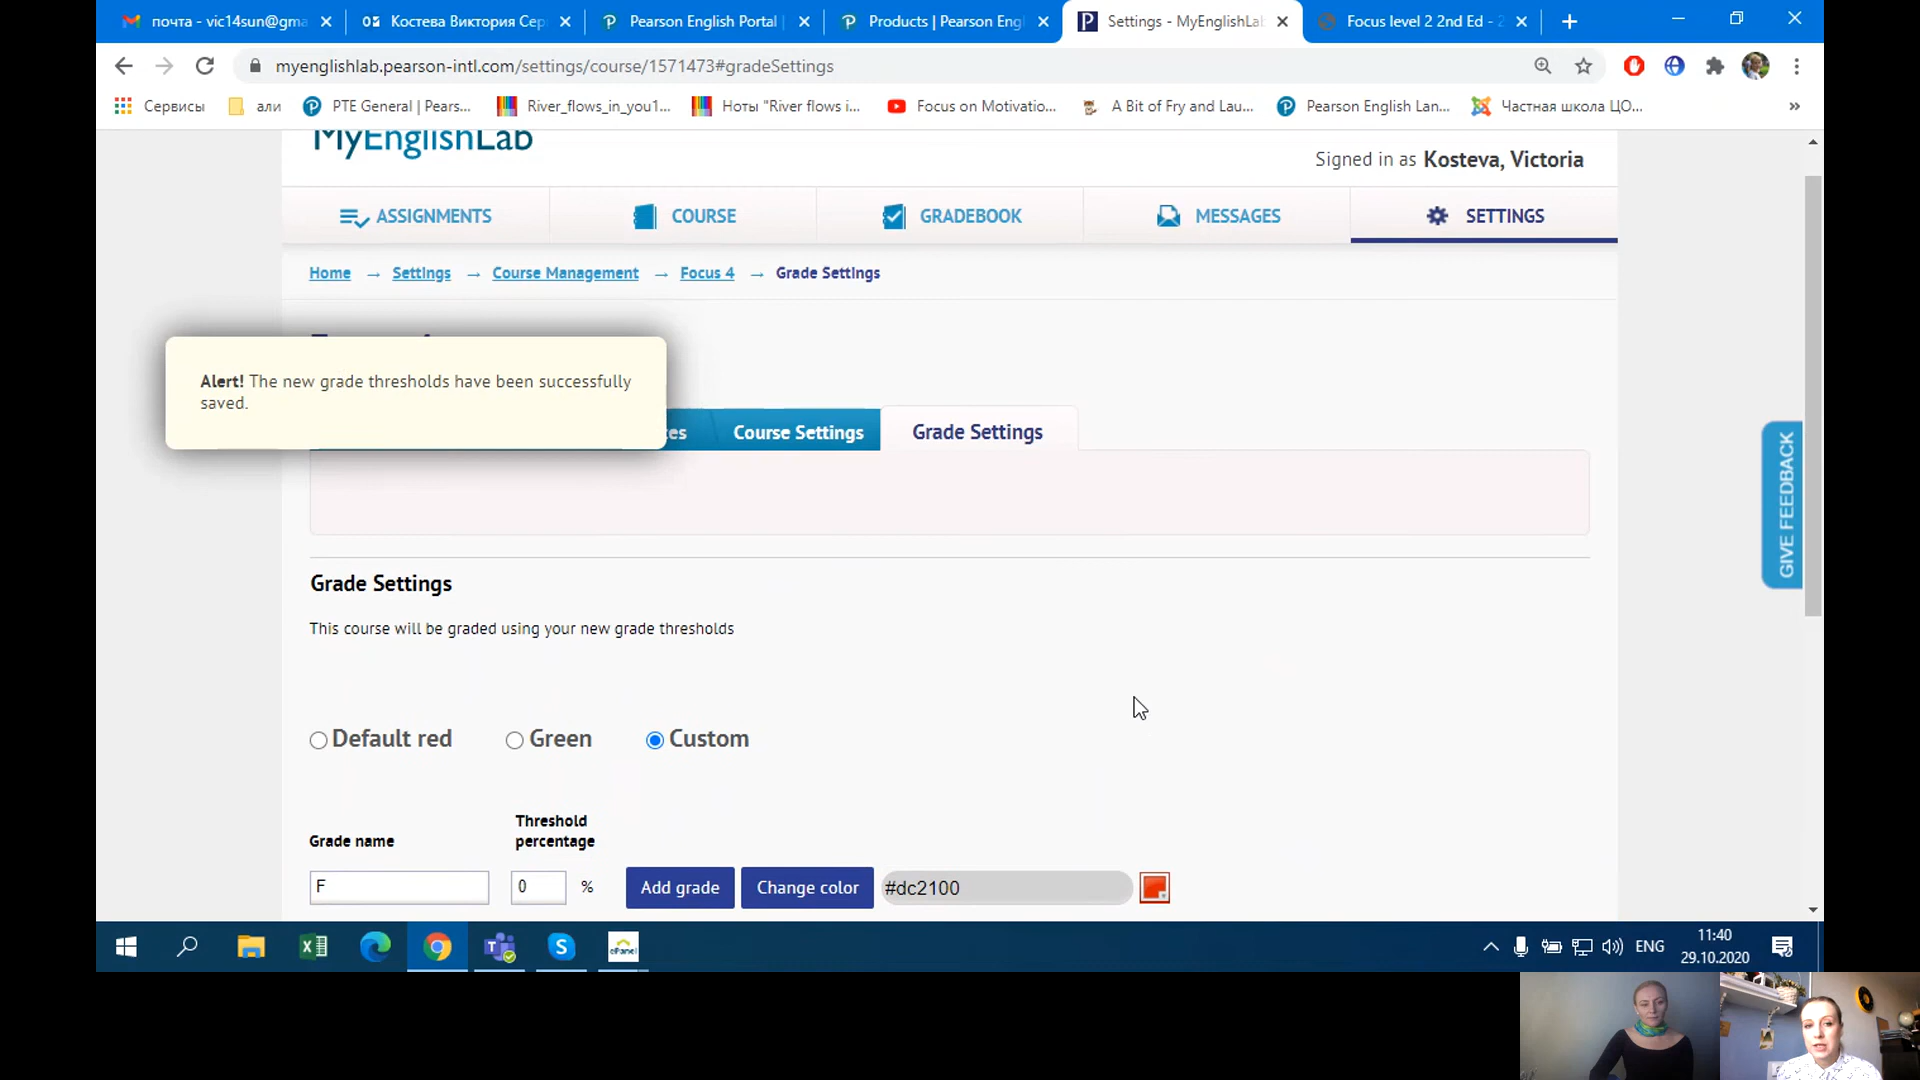 почта - vic14sun@gma
Костева Виктория Сер
Pearson English Portal
Products | Pearson Engl
Settings - MyEnglishLab
Focus level 2 2nd Ed - 2
myenglishlab.pearson-intl.com/settings/course/1571473#gradeSettings
Сервисы
али
PTE General | Pears...
River_flows_in_you1...
Ноты "River flows i...
Focus on Motivatio...
A Bit of Fry and Lau...
Pearson English Lan...
Частная школа ЦО...
»
MyEnglishLab
Signed in as Kosteva, Victoria
ASSIGNMENTS
COURSE
GRADEBOOK
MESSAGES
SETTINGS
Home → Settings → Course Management → Focus 4 → Grade Settings
Alert! The new grade thresholds have been successfully
saved.
Course Settings
Grade Settings
GIVE FEEDBACK
Grade Settings
This course will be graded using your new grade thresholds
Default red
Green
Custom
Grade name
Threshold
percentage
F
0
%
Add grade
Change color
#dc2100
ENG
11:40
29.10.2020